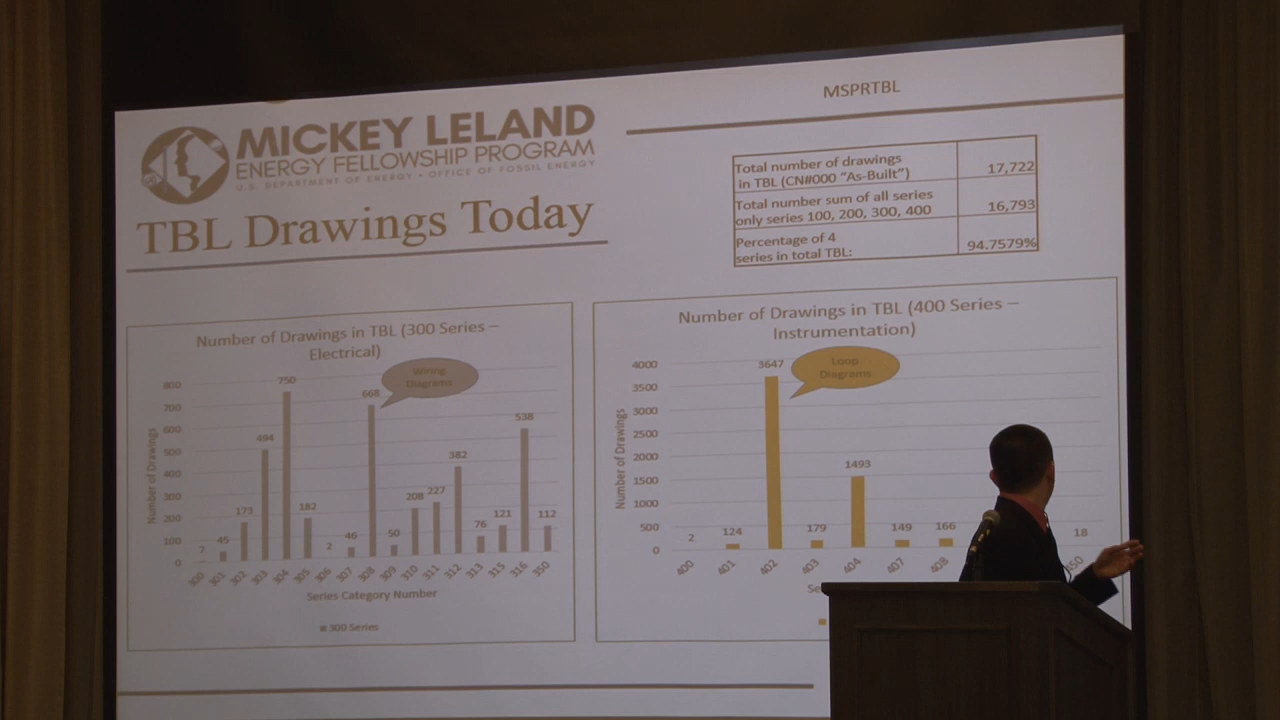 MICKEY LELAND
ENERGY FELLOWSHIP PROGRAM
U.S. DEPARTMENT OF ENERGY • OFFICE OF FOSSIL ENERGY
TBL Drawings Today
MSPRTBL
Total number of drawings
in TBL (CN#000 "As-Built") 17,722
Total number sum of all series
only series 100, 200, 300, 400 16,793
Percentage of 4
series in total TBL: 94.7579%
Number of Drawings in TBL (300 Series –
Electrical)
Wiring
Diagrams
Number of Drawings
800
700
600
500
400
300
200
100
0
7 45 173 494 750 182 2 46 668 50 208 227 382 76 121 538 112
300 301 302 303 304 305 306 307 308 309 310 311 312 313 315 316 350
Series Category Number
300 Series
Number of Drawings in TBL (400 Series –
Instrumentation)
Loop
Diagrams
Number of Drawings
4000
3500
3000
2500
2000
1500
1000
500
0
2 124 3647 179 1493 149 166 18
400 401 402 403 404 407 408
Se